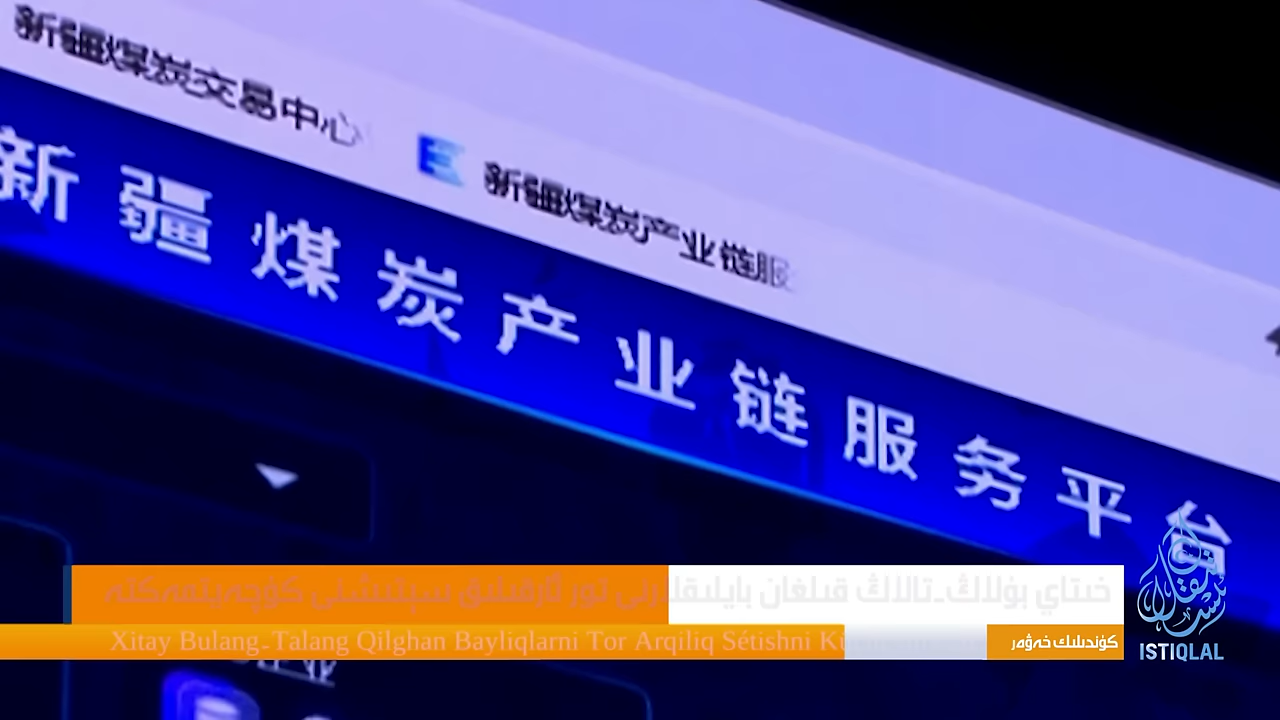 新疆煤炭交易中心
新疆煤炭产业链服
新疆煤炭产业链服务平台
خىتاي بۇلاڭ-تالاڭ قىلغان بايلىقلارنى تور ئارقىلىق سېتىشنى كۈچەيتمەكتە
Xitay Bulang-Talang Qilghan Bayliqlarni Tor Arqiliq Sétishni
كۈندىلىك خەۋەر
ISTIQLAL